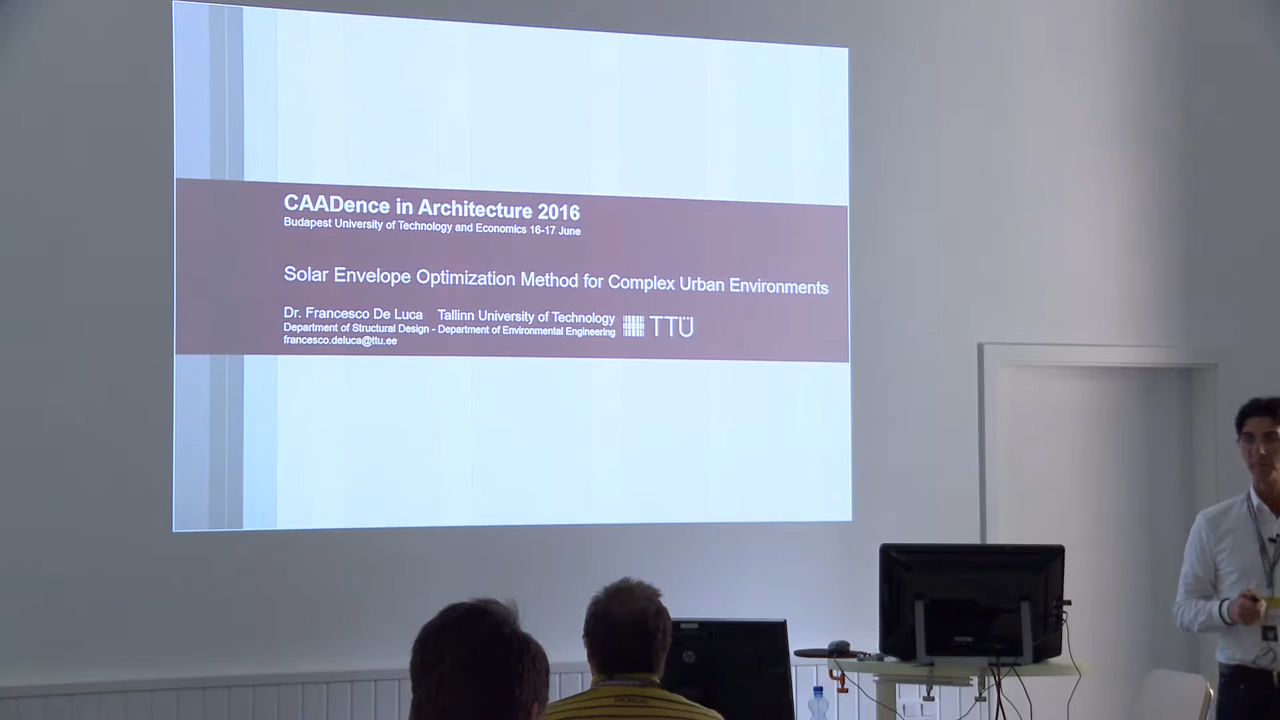 CAADence in Architecture 2016
Budapest University of Technology and Economics 16-17 June
Solar Envelope Optimization Method for Complex Urban Environments
Dr. Francesco De Luca Tallinn University of Technology
Department of Structural Design - Department of Environmental Engineering
francesco.deluca@ttu.ee
TTÜ
hp